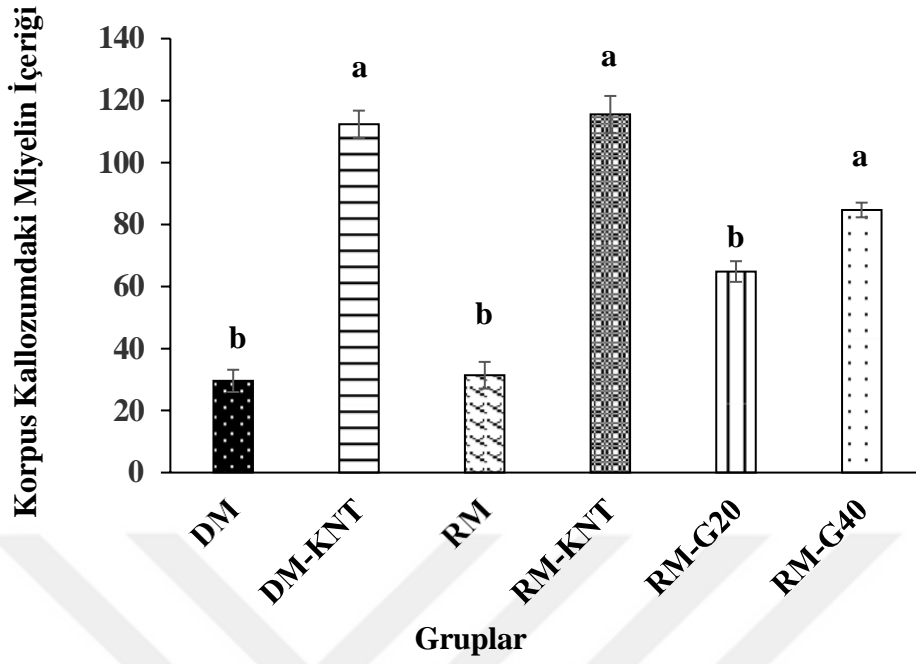 Korpus Kallozumdaki Miyelin İçeriği
140
120
100
80
60
40
20
0
b
a
b
a
b
a
DM
DM-KNT
RM
RM-KNT
RM-G20
RM-G40
Gruplar